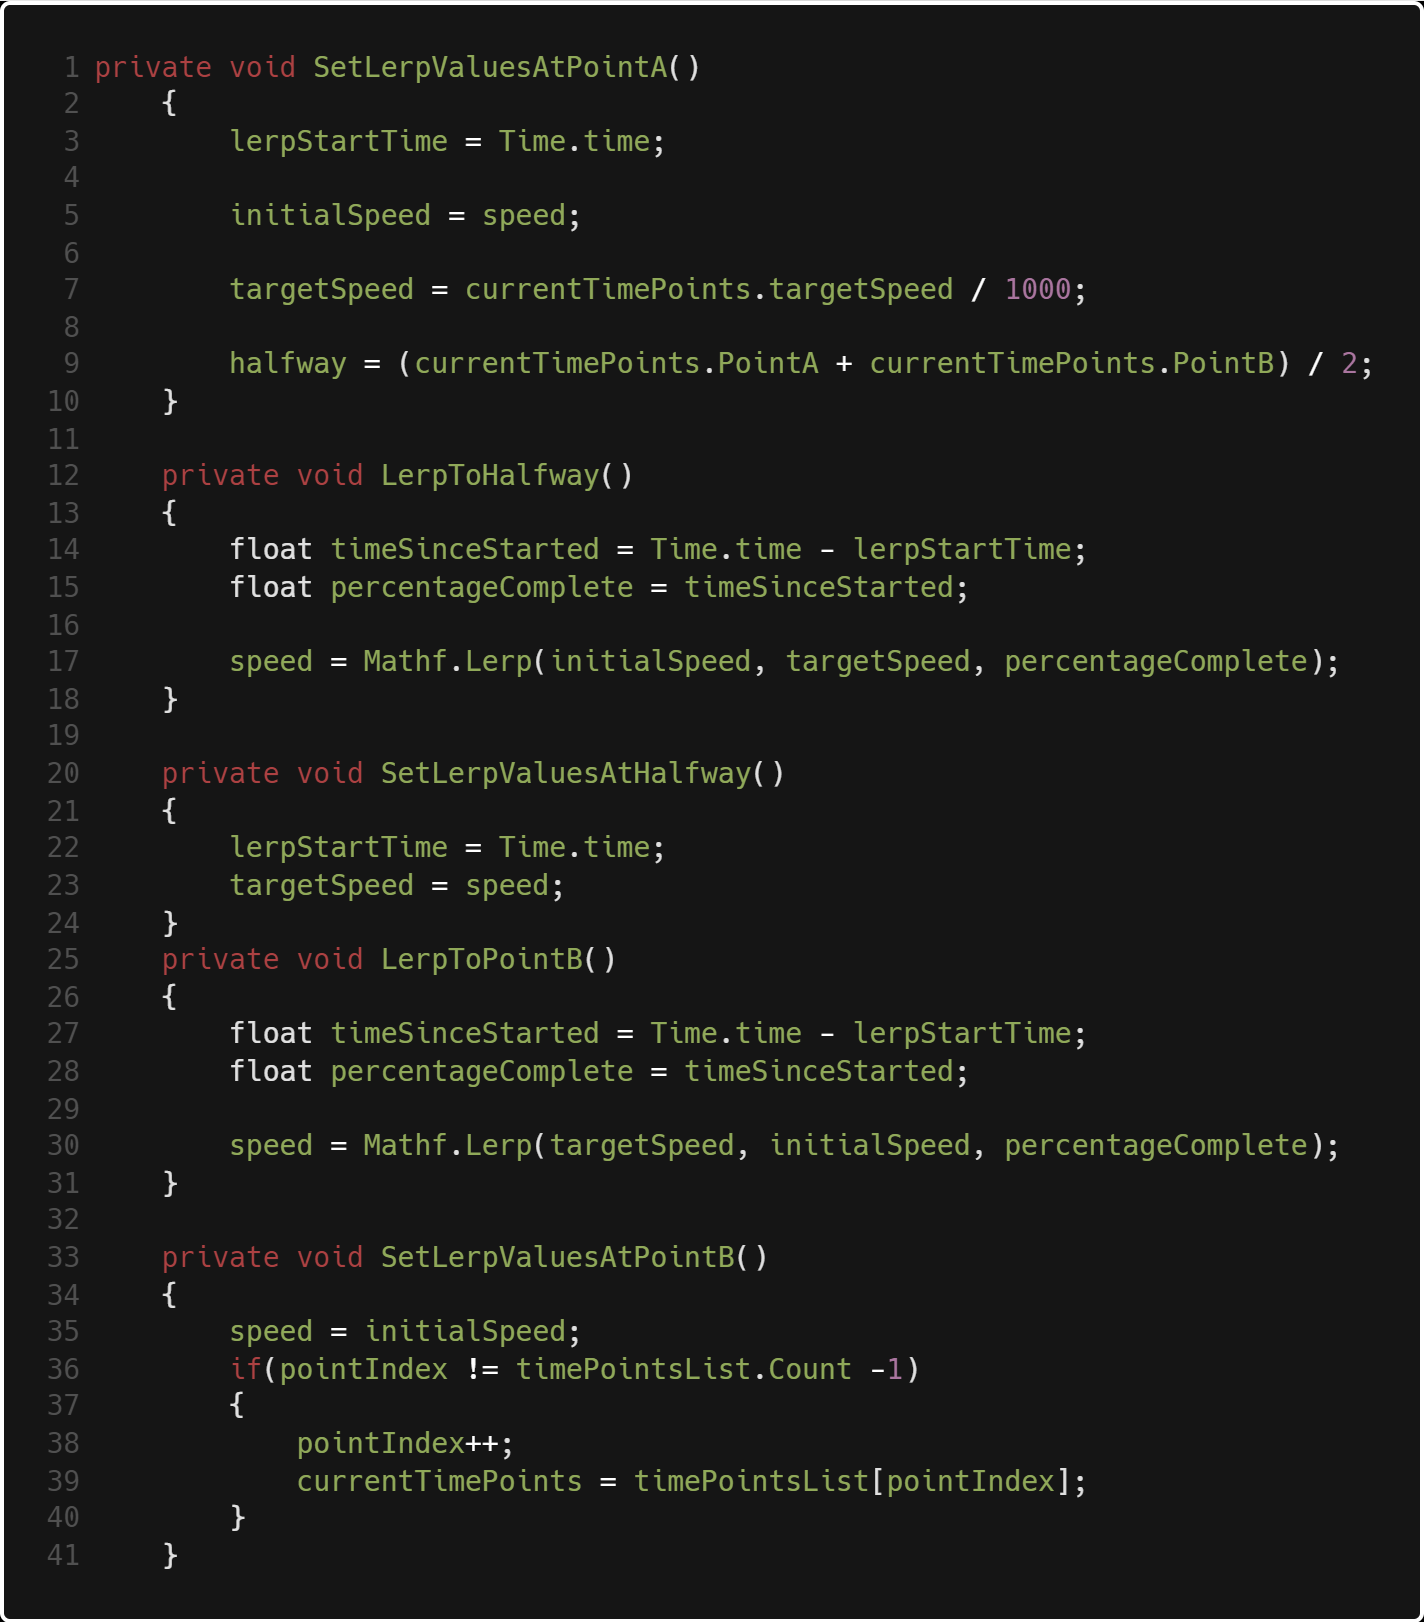 1 private void SetLerpValuesAtPointA()
2     {
3         lerpStartTime = Time.time;
4
5         initialSpeed = speed;
6
7         targetSpeed = currentTimePoints.targetSpeed / 1000;
8
9         halfway = (currentTimePoints.PointA + currentTimePoints.PointB) / 2;
10     }
11
12     private void LerpToHalfway()
13     {
14         float timeSinceStarted = Time.time - lerpStartTime;
15         float percentageComplete = timeSinceStarted;
16
17         speed = Mathf.Lerp(initialSpeed, targetSpeed, percentageComplete);
18     }
19
20     private void SetLerpValuesAtHalfway()
21     {
22         lerpStartTime = Time.time;
23         targetSpeed = speed;
24     }
25     private void LerpToPointB()
26     {
27         float timeSinceStarted = Time.time - lerpStartTime;
28         float percentageComplete = timeSinceStarted;
29
30         speed = Mathf.Lerp(targetSpeed, initialSpeed, percentageComplete);
31     }
32
33     private void SetLerpValuesAtPointB()
34     {
35         speed = initialSpeed;
36         if(pointIndex != timePointsList.Count -1)
37         {
38             pointIndex++;
39             currentTimePoints = timePointsList[pointIndex];
40         }
41     }